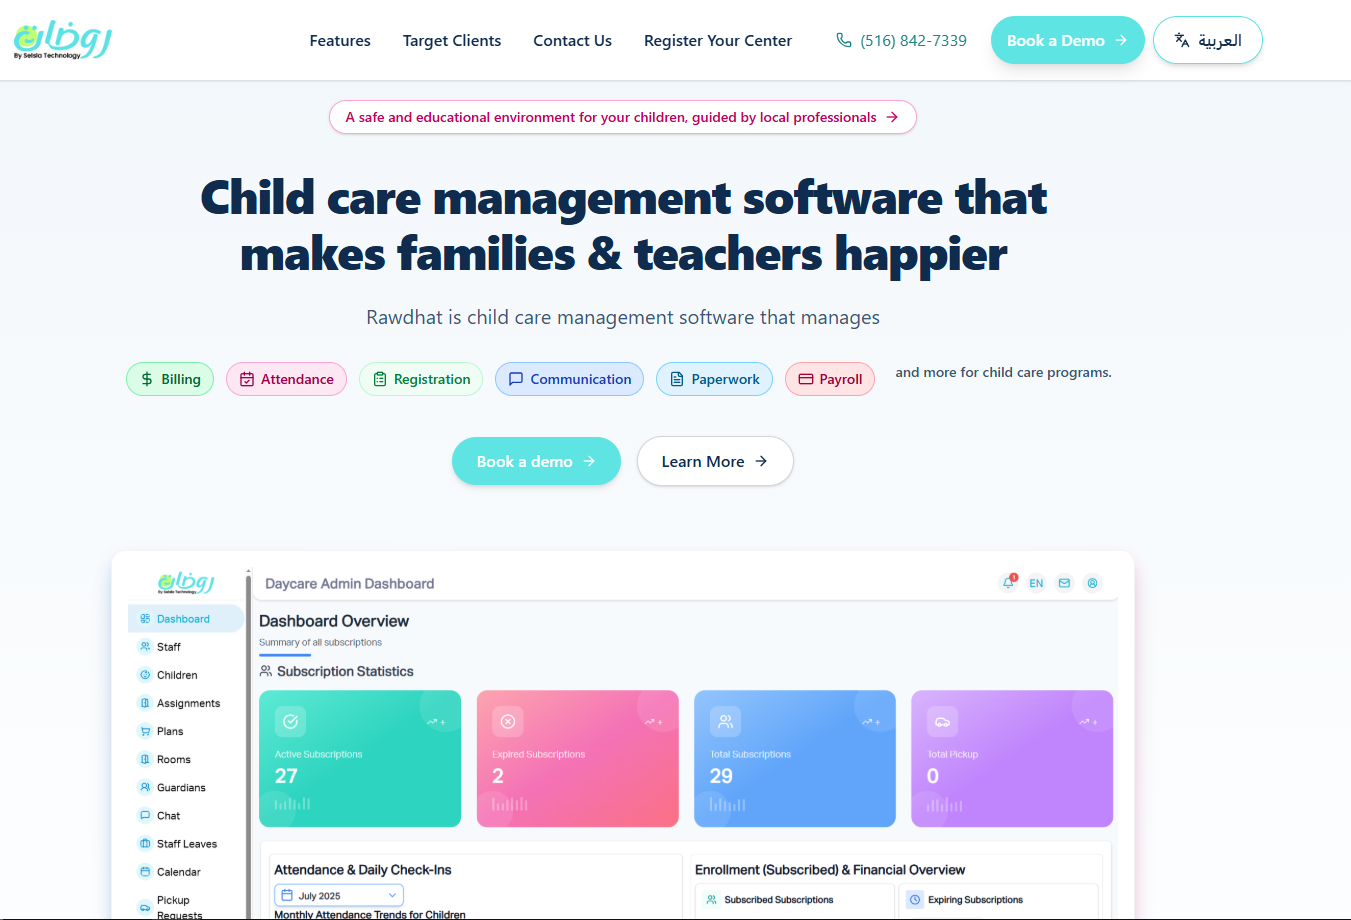 روضات
By Selsla Technology
Features
Target Clients
Contact Us
Register Your Center
(516) 842-7339
Book a Demo
العربية
A safe and educational environment for your children, guided by local professionals
Child care management software that
makes families & teachers happier
Rawdhat is child care management software that manages
Billing
Attendance
Registration
Communication
Paperwork
Payroll
and more for child care programs.
Book a demo
Learn More
روضات
By Selsla Technology
Daycare Admin Dashboard
1
EN
Dashboard
Staff
Children
Assignments
Plans
Rooms
Guardians
Chat
Staff Leaves
Calendar
Pickup
Requests
Dashboard Overview
Summary of all subscriptions
Subscription Statistics
+
Active Subscriptions
27
+
Expired Subscriptions
2
+
Total Subscriptions
29
+
Total Pickup
0
Attendance & Daily Check-Ins
July 2025
Monthly Attendance Trends for Children
Enrollment (Subscribed) & Financial Overview
Subscribed Subscriptions
Expiring Subscriptions